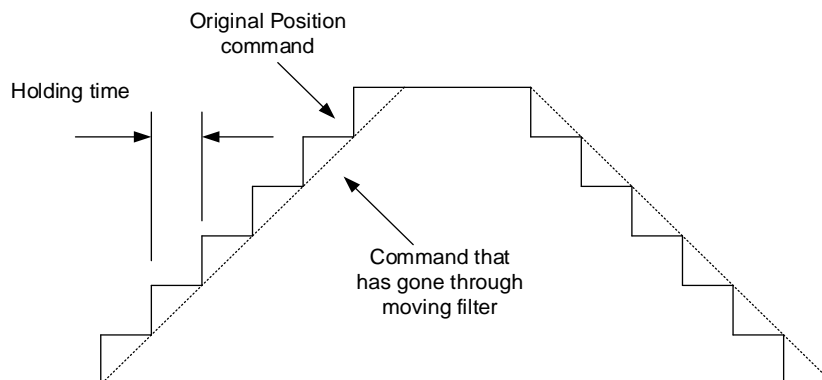 Original Position
command
Holding time
Command that
has gone through
moving filter